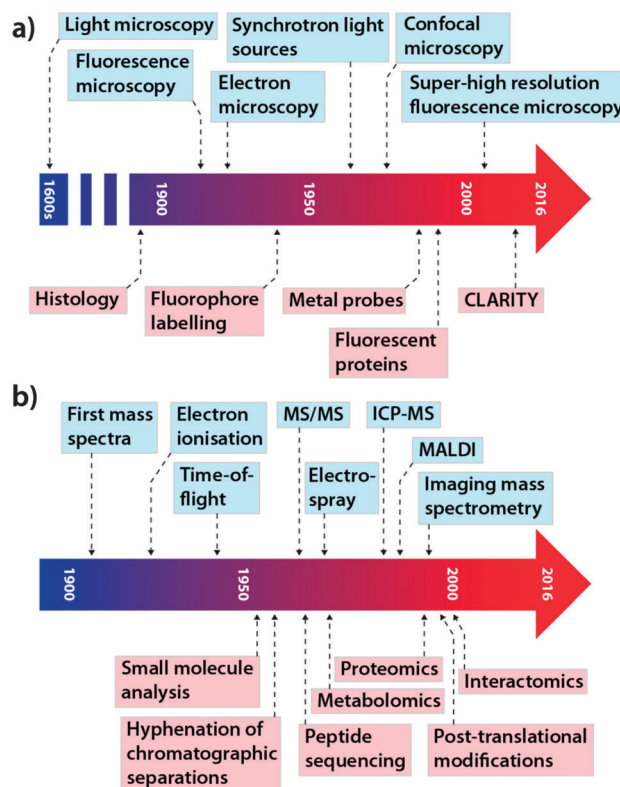 a)
Light microscopy
Synchrotron light
sources
Confocal
microscopy
Fluorescence
microscopy
Electron
microscopy
Super-high resolution
fluorescence microscopy
1600s
1900
1950
2000
2016
Histology
Fluorophore
labelling
Metal probes
CLARITY
Fluorescent
proteins
b)
First mass
spectra
Electron
ionisation
MS/MS
ICP-MS
Time-of-
flight
Electro-
spray
MALDI
Imaging mass
spectrometry
1900
1950
2000
2016
Small molecule
analysis
Proteomics
Interactomics
Metabolomics
Hyphenation of
chromatographic
separations
Peptide
sequencing
Post-translational
modifications